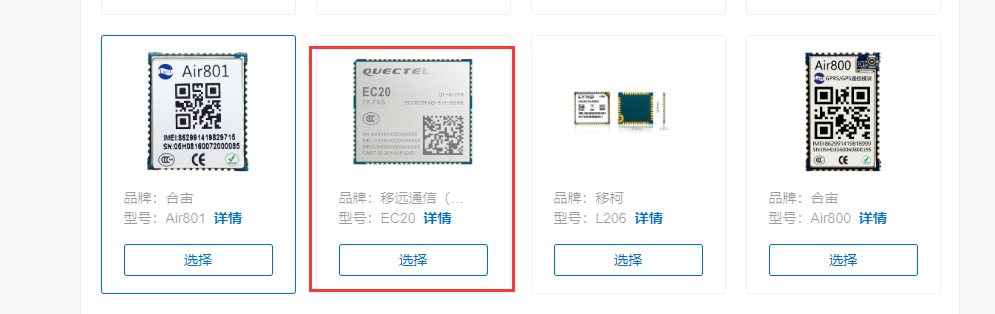 Air801
IMEI:862991419829715
SN:05H08160072000085
CE
QUECTEL
EC20
Air800
GPRS/GPS通信模块
IMEI:862991419818999
SN:05H03160060800195
CE
品牌：合宙
型号：Air801 详情
选择
品牌：移远通信（...
型号：EC20 详情
选择
品牌：移柯
型号：L206 详情
选择
品牌：合宙
型号：Air800 详情
选择